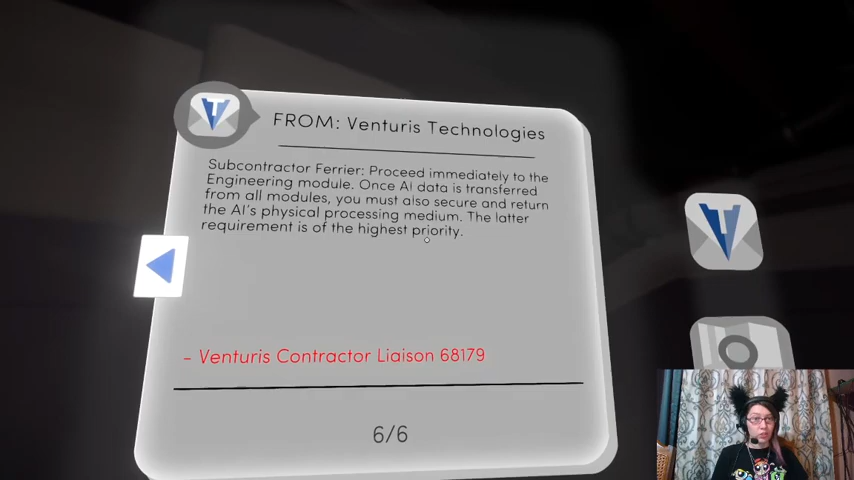 FROM: Venturis Technologies
Subcontractor Ferrier: Proceed immediately to the
Engineering module. Once AI data is transferred
from all modules, you must also secure and return
the AI's physical processing medium. The latter
requirement is of the highest priority.
- Venturis Contractor Liaison 68179
6/6